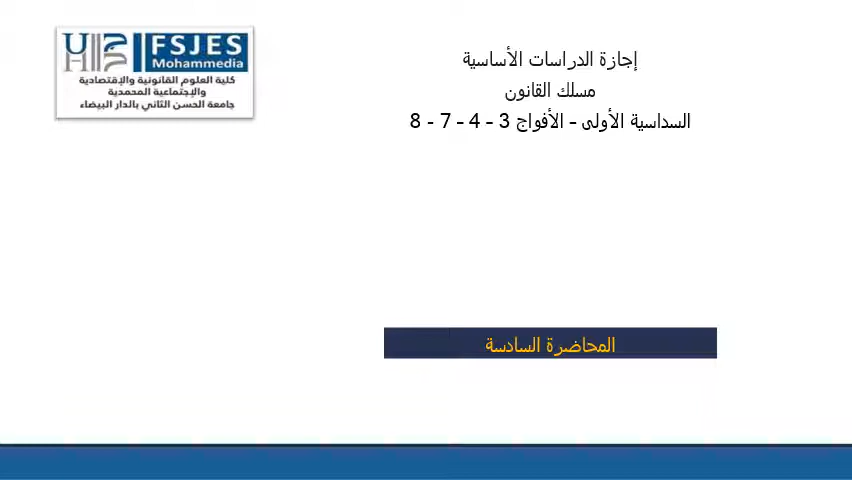 FSJES
Mohammedia
كلية العلوم القانونية والإقتصادية
والإجتماعية المحمدية
جامعة الحسن الثاني بالدار البيضاء
إجازة الدراسات الأساسية
مسلك القانون
السداسية الأولى – الأفواج 3 – 4 – 7 - 8
المحاضرة السادسة